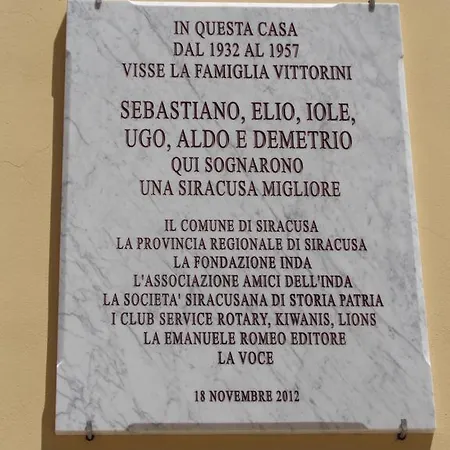 IN QUESTA CASA
DAL 1932 AL 1957
VISSE LA FAMIGLIA VITTORINI
SEBASTIANO, ELIO, IOLE,
UGO, ALDO E DEMETRIO
QUI SOGNARONO
UNA SIRACUSA MIGLIORE
IL COMUNE DI SIRACUSA
LA PROVINCIA REGIONALE DI SIRACUSA
LA FONDAZIONE INDA
L'ASSOCIAZIONE AMICI DELL'INDA
LA SOCIETA' SIRACUSANA DI STORIA PATRIA
I CLUB SERVICE ROTARY, KIWANIS, LIONS
LA EMANUELE ROMEO EDITORE
LA VOCE
18 NOVEMBRE 2012